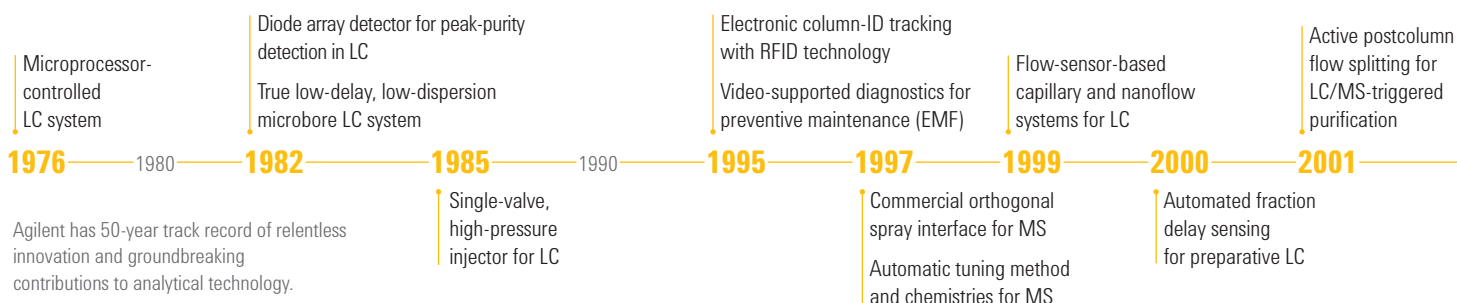 Microprocessor-
controlled
LC system
Diode array detector for peak-purity
detection in LC
True low-delay, low-dispersion
microbore LC system
Electronic column-ID tracking
with RFID technology
Video-supported diagnostics for
preventive maintenance (EMF)
Flow-sensor-based
capillary and nanoflow
systems for LC
Active postcolumn
flow splitting for
LC/MS-triggered
purification
1976 1980 1982 1985 1990 1995 1997 1999 2000 2001
Single-valve,
high-pressure
injector for LC
Commercial orthogonal
spray interface for MS
Automatic tuning method
and chemistries for MS
Automated fraction
delay sensing
for preparative LC
Agilent has 50-year track record of relentless
innovation and groundbreaking
contributions to analytical technology.